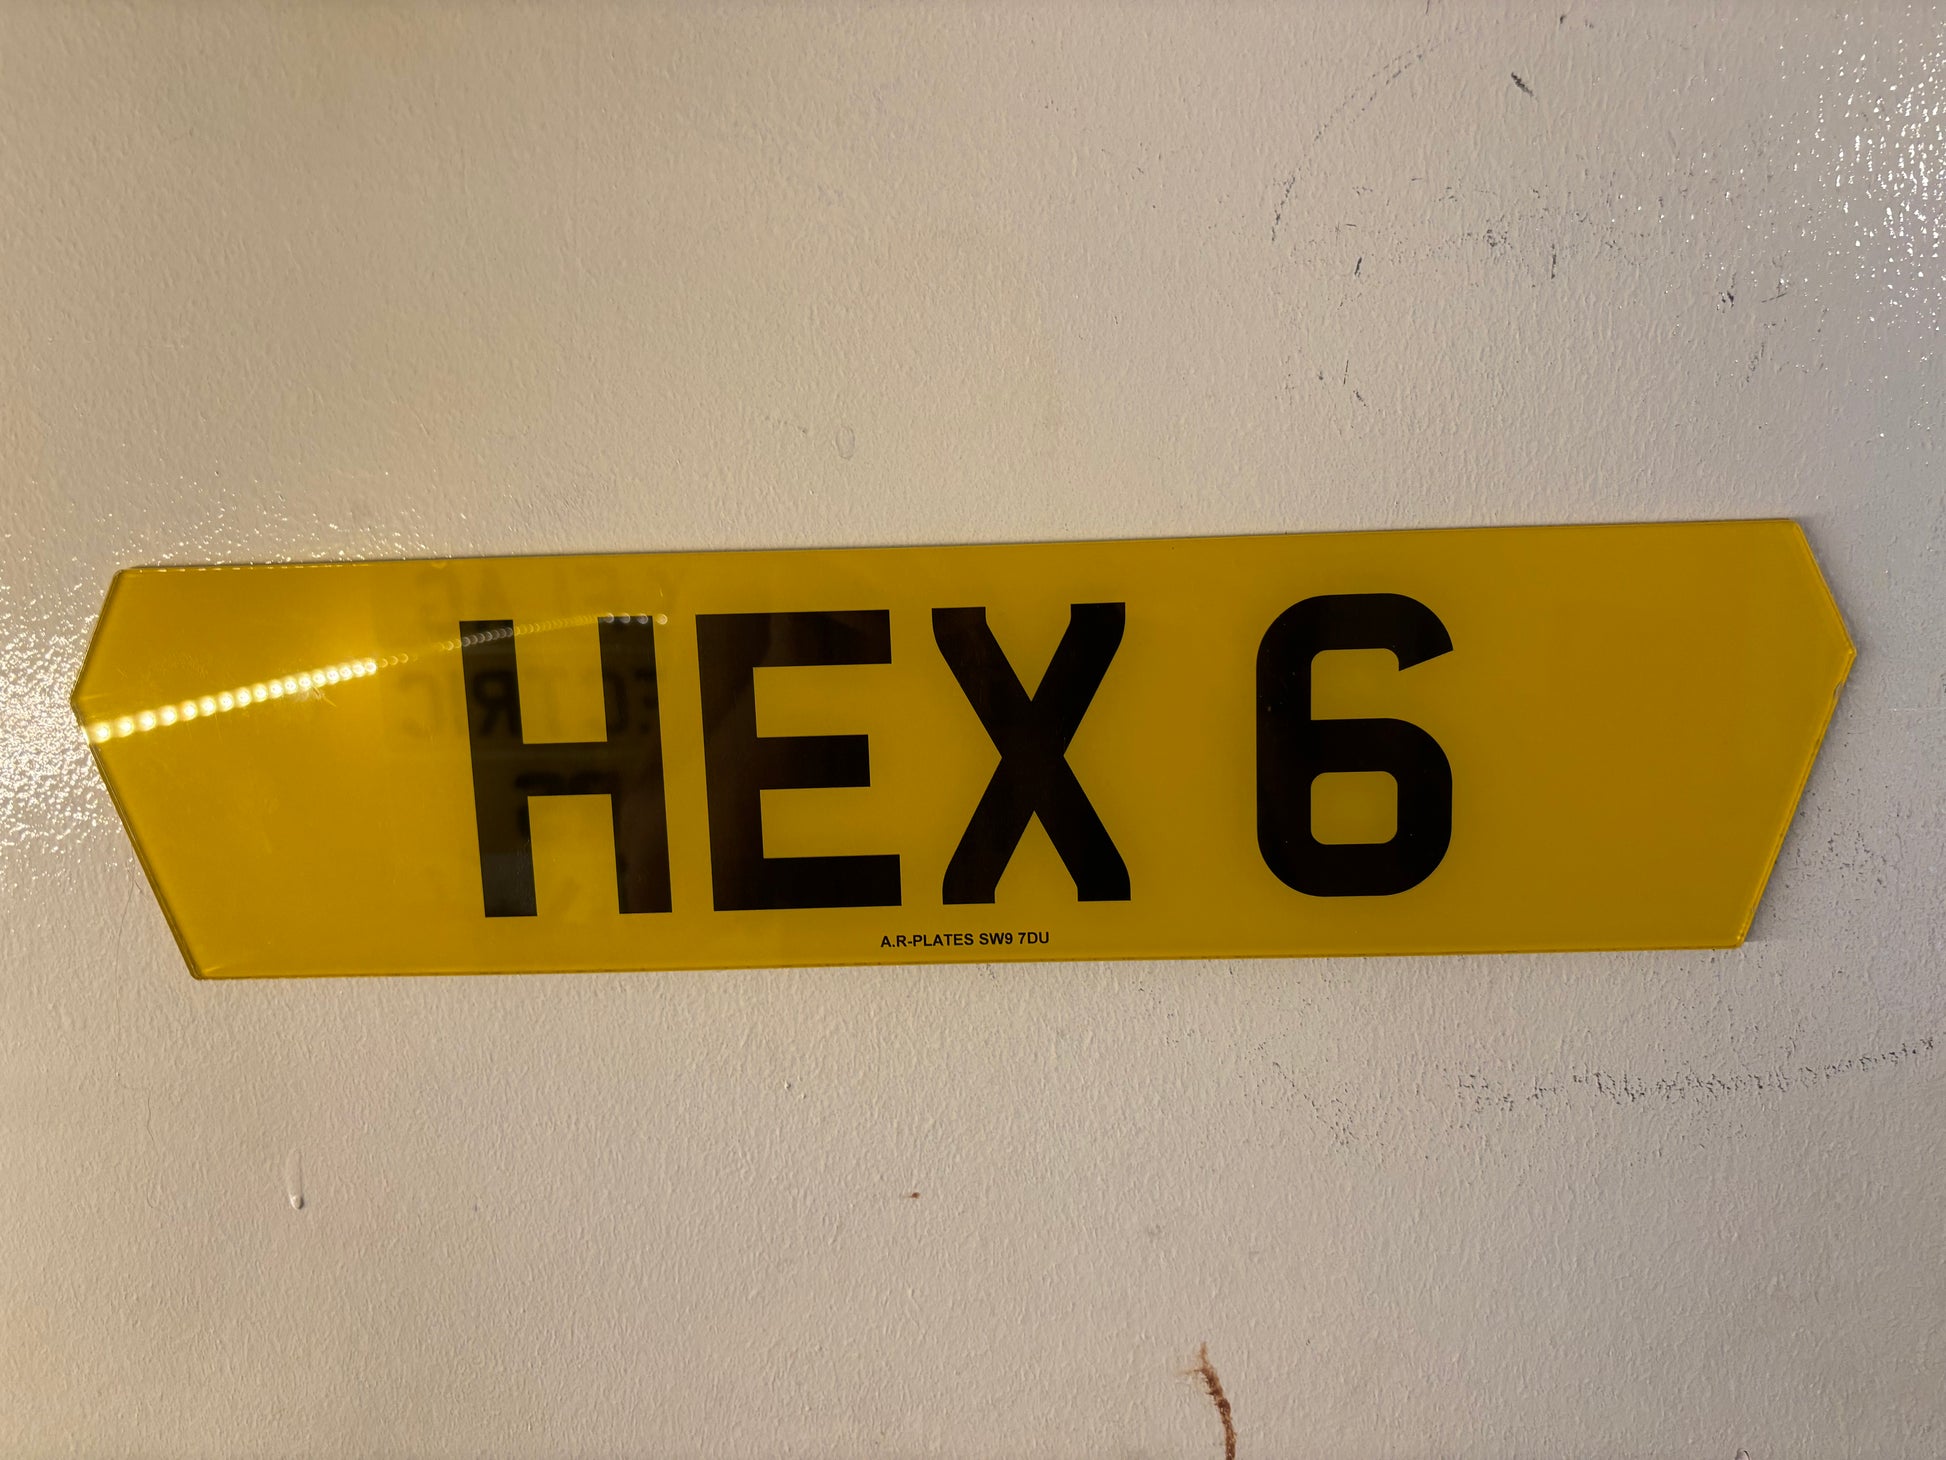 HEX 6
A.R-PLATES SW9 7DU